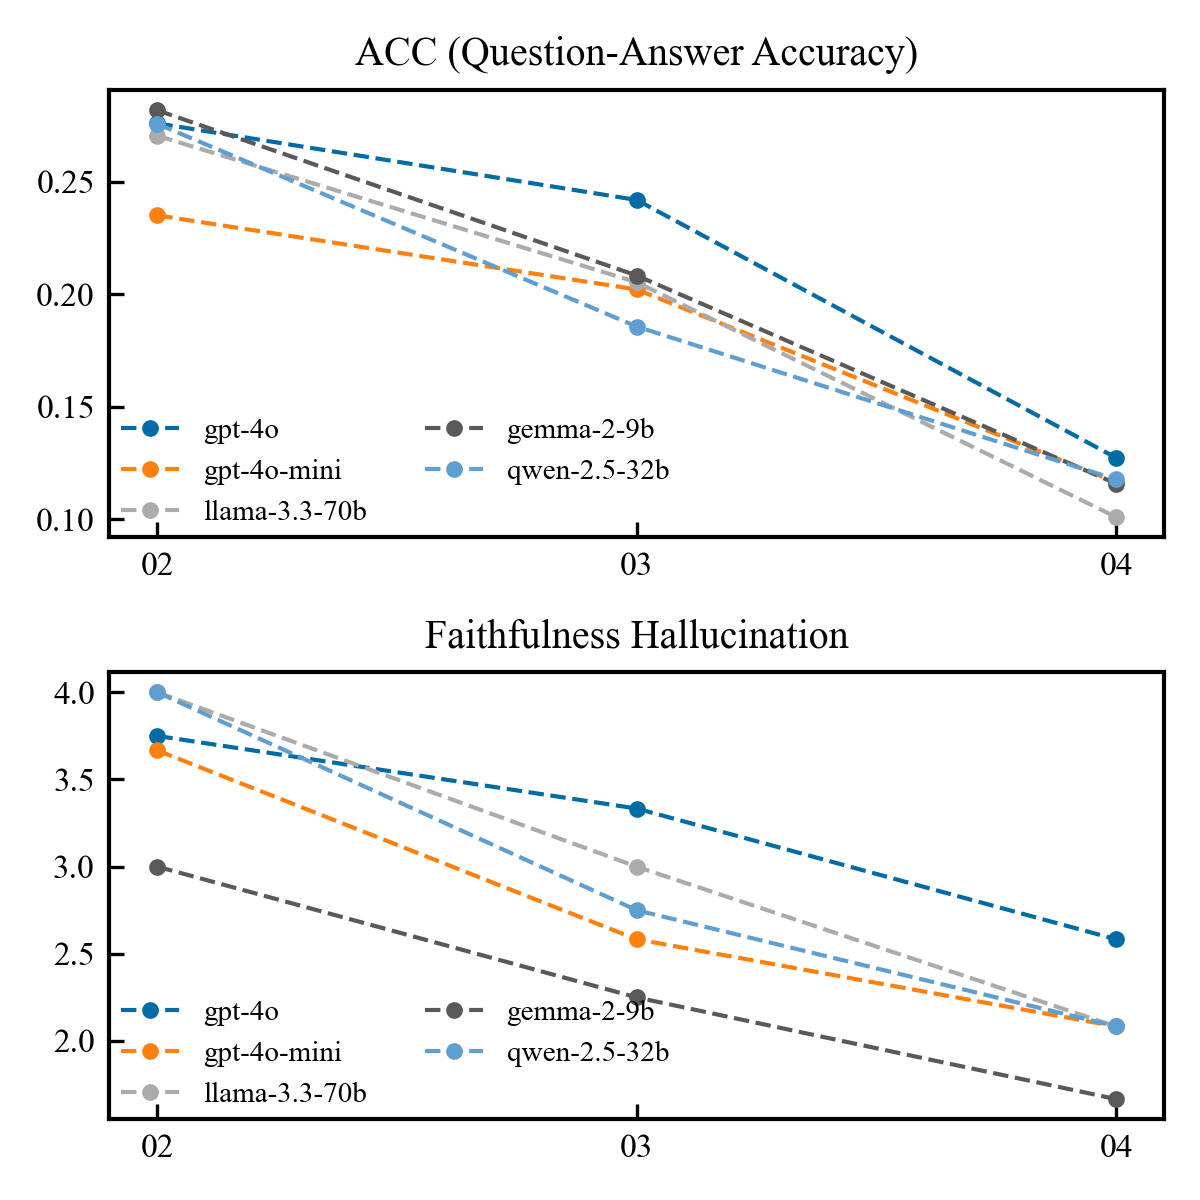 ACC (Question-Answer Accuracy)
0.25
0.20
0.15
0.10
gpt-4o
gpt-4o-mini
llama-3.3-70b
gemma-2-9b
qwen-2.5-32b
02 03 04
Faithfulness Hallucination
4.0
3.5
3.0
2.5
2.0
gpt-4o
gpt-4o-mini
llama-3.3-70b
gemma-2-9b
qwen-2.5-32b
02 03 04